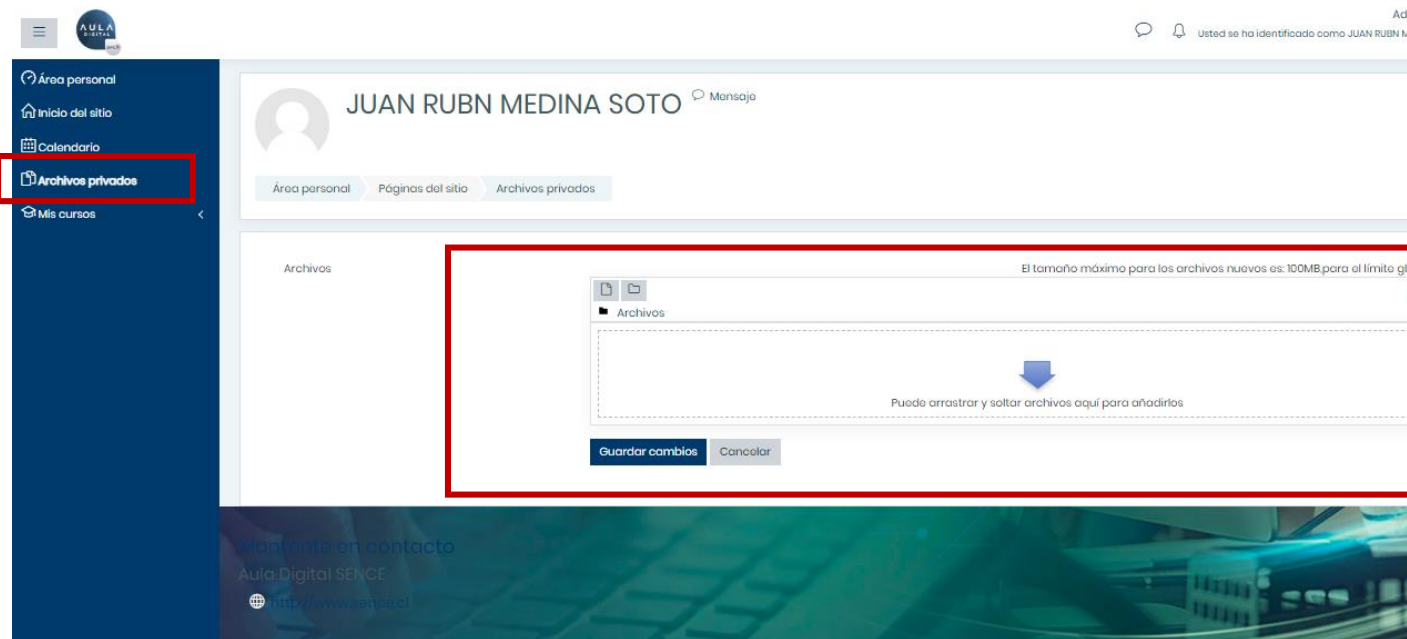 AULA
DIGITAL
Ad
Usted se ha identificado como JUAN RUBN M
Área personal
Inicio del sitio
Calendario
Archivos privados
Mis cursos
JUAN RUBN MEDINA SOTO
Mensaje
Área personal Páginas del sitio Archivos privados
Archivos
El tamaño máximo para los archivos nuevos es: 100MB,para el límite gl
Archivos
Puede arrastrar y soltar archivos aquí para añadirlos
Guardar cambios Cancelar
Mantente en contacto
Aula Digital SENCE
http://www.sence.cl